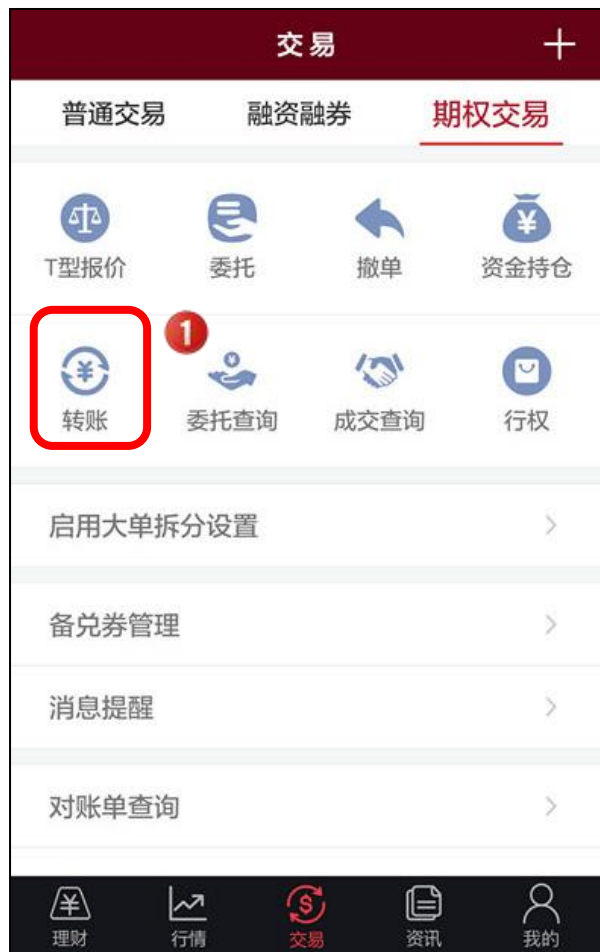 交易
普通交易 融资融券 期权交易
T型报价 委托 撤单 资金持仓
1
转账 委托查询 成交查询 行权
启用大单拆分设置
备兑券管理
消息提醒
对账单查询
理财 行情 交易 资讯 我的